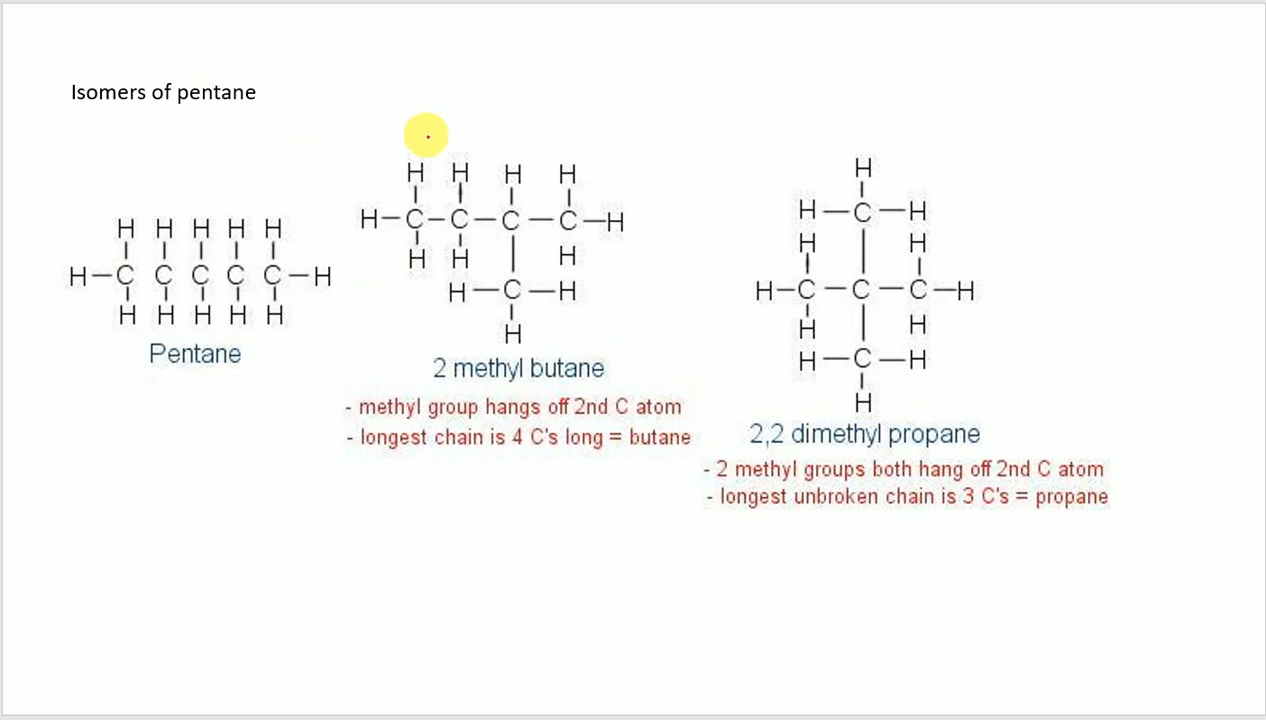 Isomers of pentane
H H H H H
H-C C C C C-H
H H H H H
Pentane
H H H H
H-C-C-C-C-H
H H H
H-C-H
H
2 methyl butane
- methyl group hangs off 2nd C atom
- longest chain is 4 C's long = butane
H
H-C-H
H H
H-C-C-C-H
H H
H-C-H
H
2,2 dimethyl propane
- 2 methyl groups both hang off 2nd C atom
- longest unbroken chain is 3 C's = propane